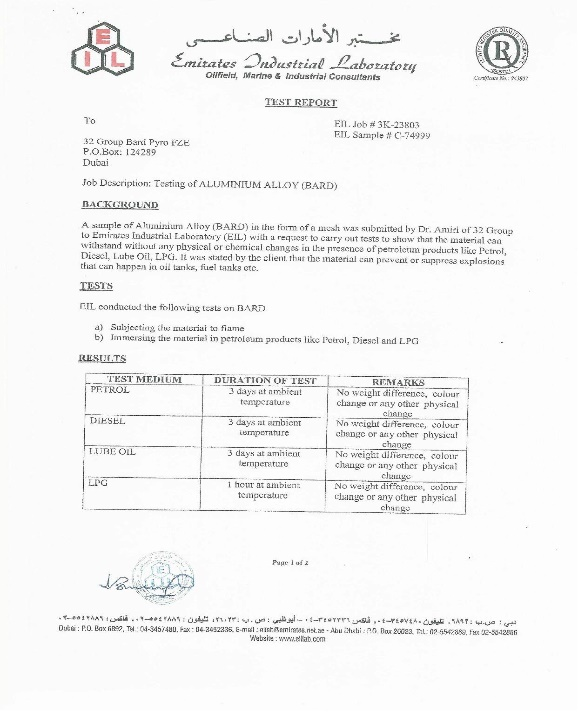 EIL
مختبر الأمارات الصناعي
Emirates Industrial Laboratory
Oilfield, Marine & Industrial Consultants
R
TEST REPORT
To
EIL Job # 3K-23803
EIL Sample # C-74999
32 Group Bard Pyro FZE
P.O.Box: 124289
Dubai
Job Description: Testing of ALUMINIUM ALLOY (BARD)
BACKGROUND
A sample of Aluminium Alloy (BARD) in the form of a mesh was submitted by Dr. Amiri of 32 Group
to Emirates Industrial Laboratory (EIL) with a request to carry out tests to show that the material can
withstand without any physical or chemical changes in the presence of petroleum products like Petrol,
Diesel, Lube Oil, LPG. It was stated by the client that the material can prevent or suppress explosions
that can happen in oil tanks, fuel tanks etc.
TESTS
EIL conducted the following tests on BARD
a) Subjecting the material to flame
b) Immersing the material in petroleum products like Petrol, Diesel and LPG
RESULTS
TEST MEDIUM DURATION OF TEST REMARKS
PETROL 3 days at ambient No weight difference, colour
temperature change or any other physical
change
DIESEL 3 days at ambient No weight difference, colour
temperature change or any other physical
change
LUBE OIL 3 days at ambient No weight difference, colour
temperature change or any other physical
change
LPG 1 hour at ambient No weight difference, colour
temperature change or any other physical
change
Page 1 of 2
Dubai : P.O. Box 6892, Tel : 04-3457480, Fax : 04-3452336, E-mail : - Abu Dhabi : P.O. Box 26023, Tel.: 02-5542889, Fax 02-5542886
Website : www.eillab.com